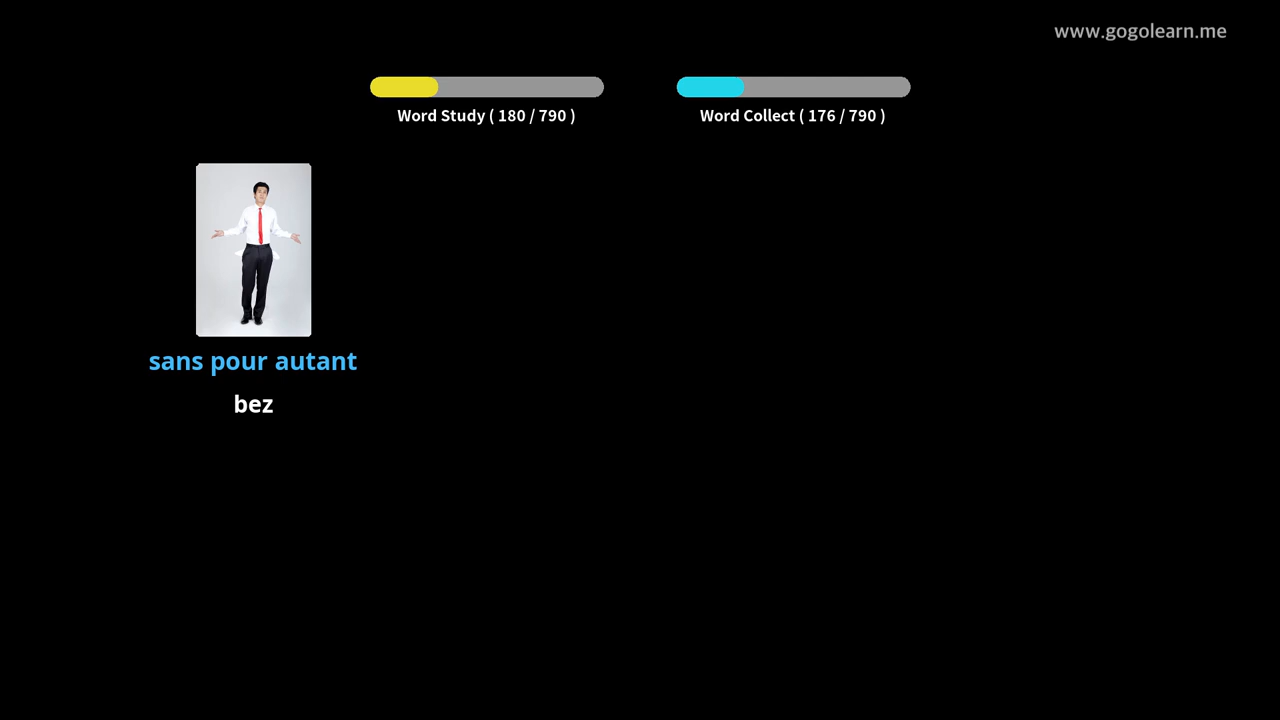 www.gogolearn.me
Word Study ( 180 / 790 )
Word Collect ( 176 / 790 )
sans pour autant
bez